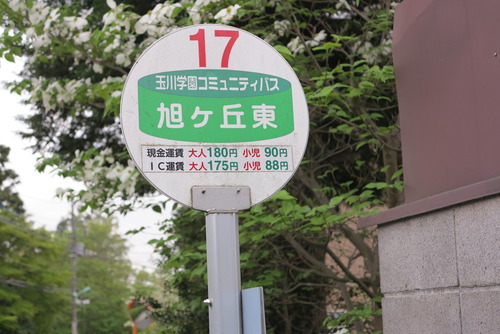 17
玉川学園コミュニティバス
旭ヶ丘東
現金運賃 大人180円 小児 90円
IC運賃 大人175円 小児 88円